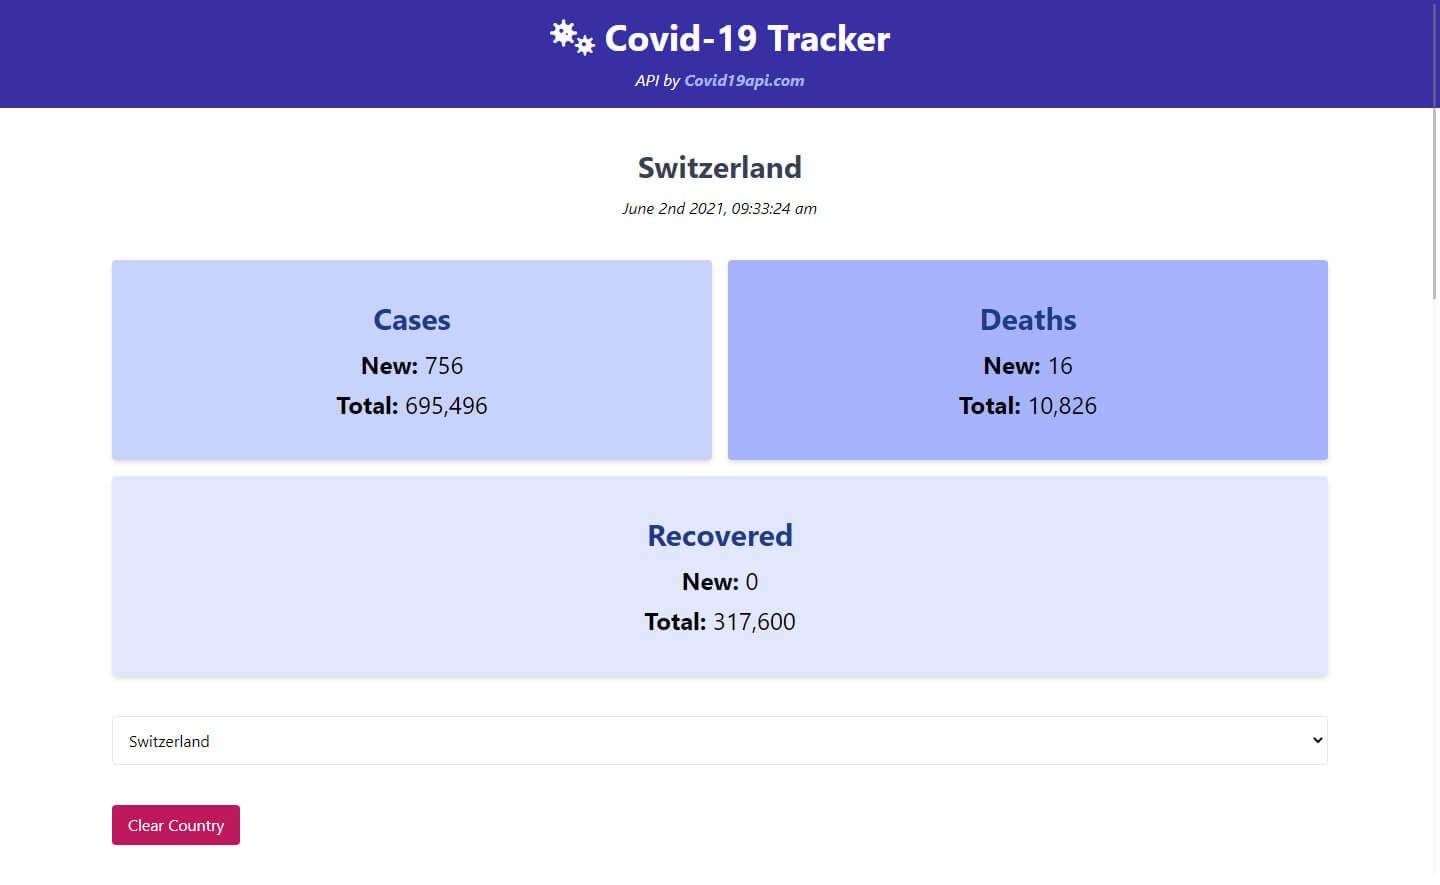 Covid-19 Tracker
API by Covid19api.com
Switzerland
June 2nd 2021, 09:33:24 am
Cases
New: 756
Total: 695,496
Deaths
New: 16
Total: 10,826
Recovered
New: 0
Total: 317,600
Switzerland
Clear Country